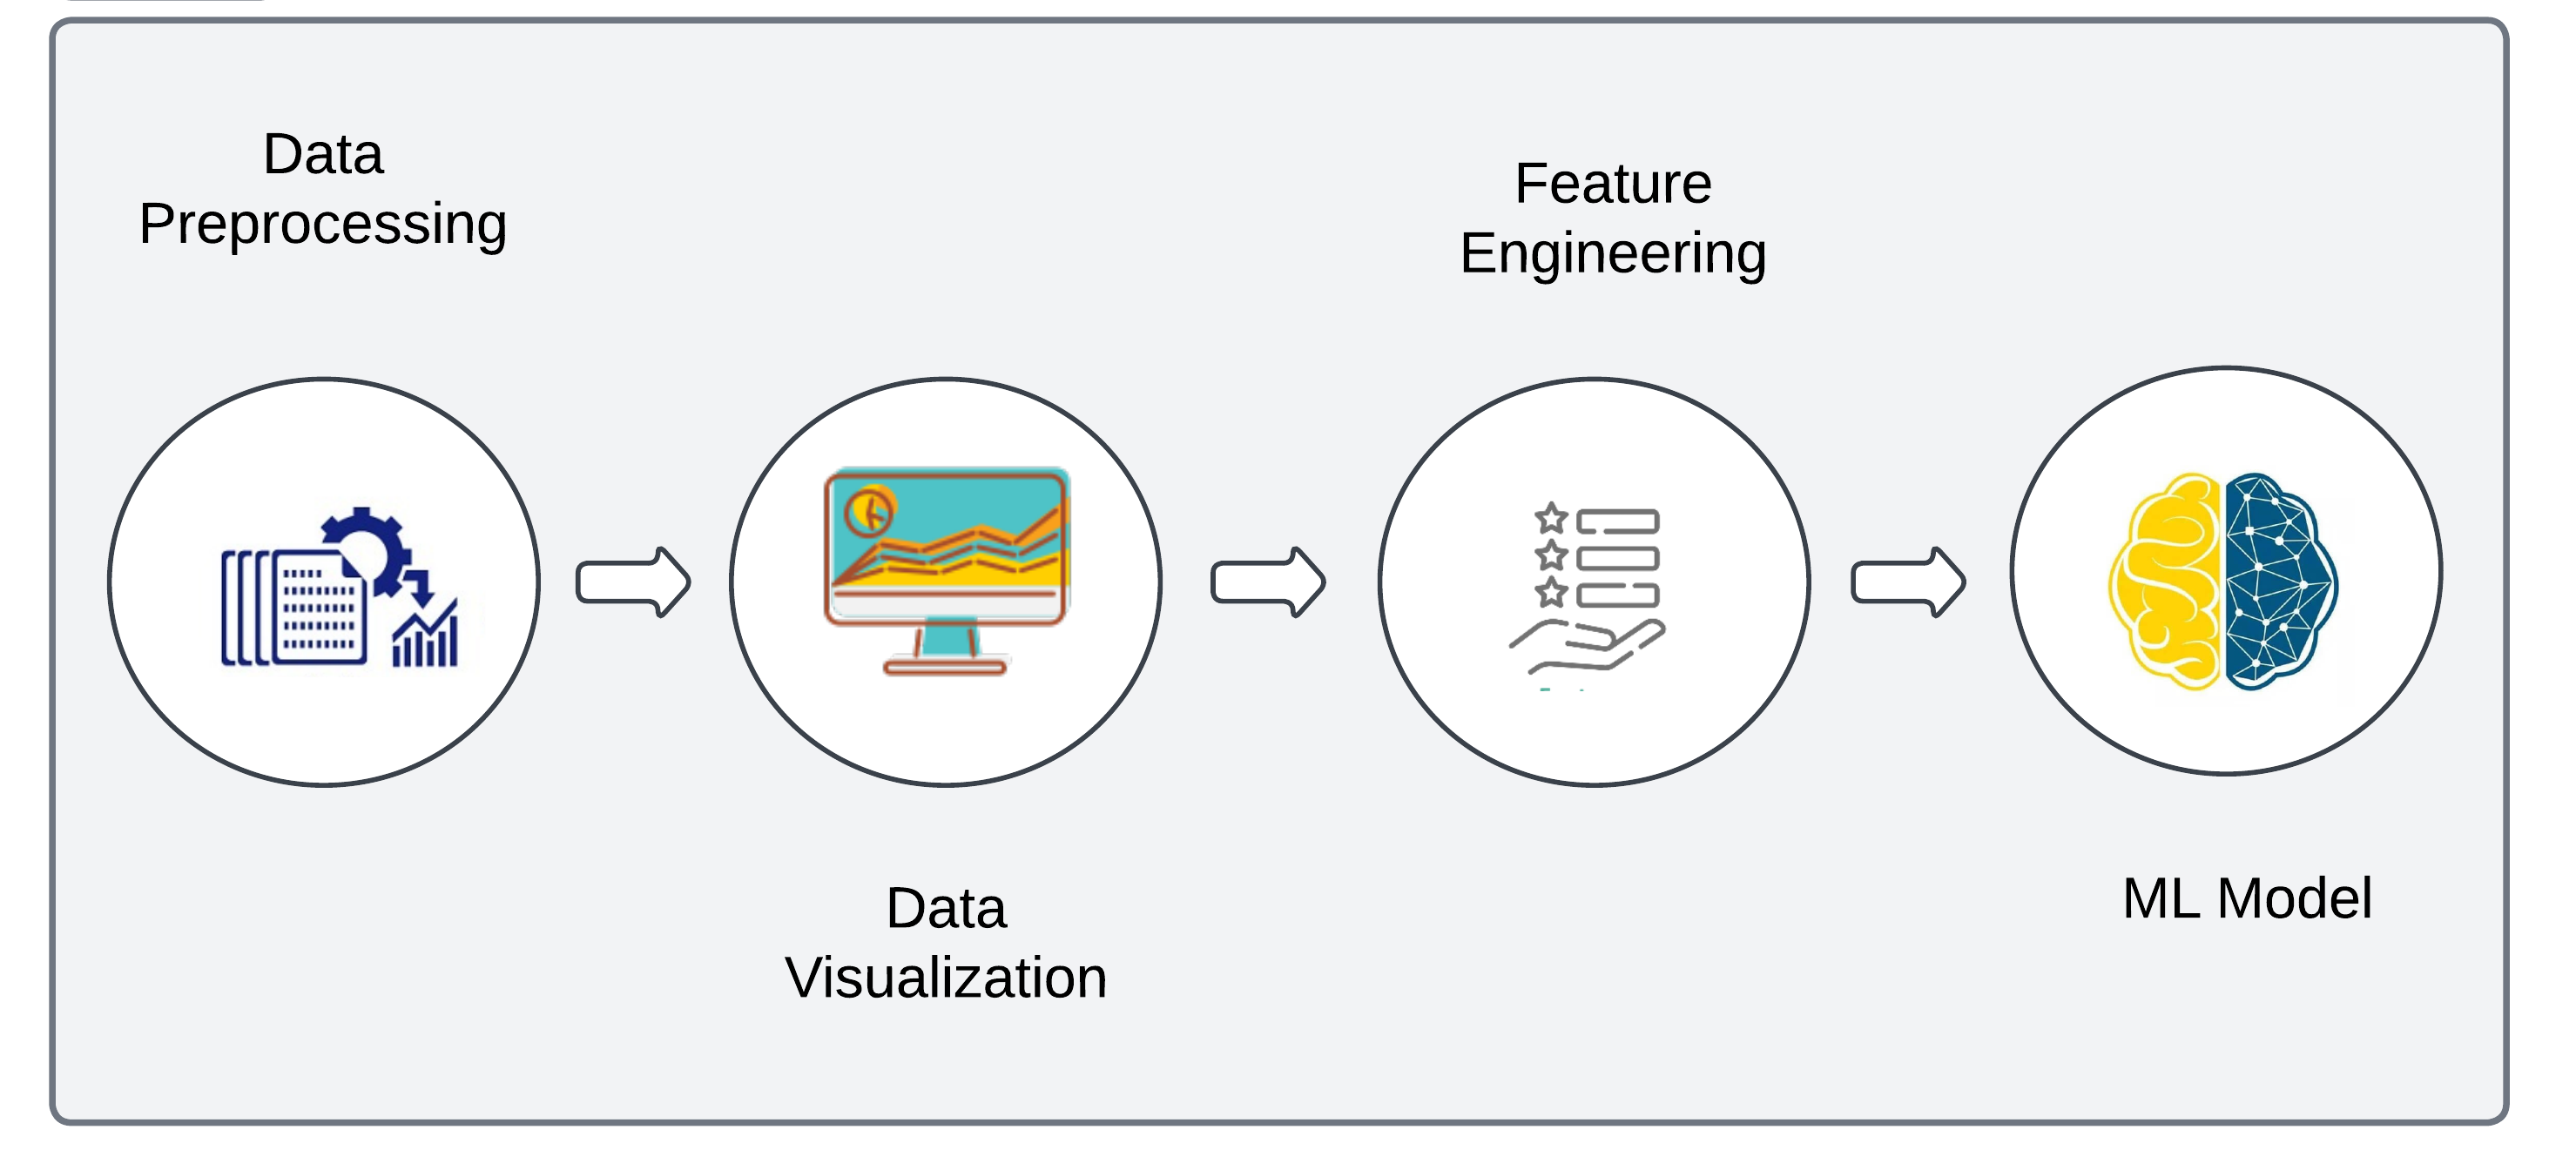 Data
Preprocessing
Feature
Engineering
Data
Visualization
ML Model